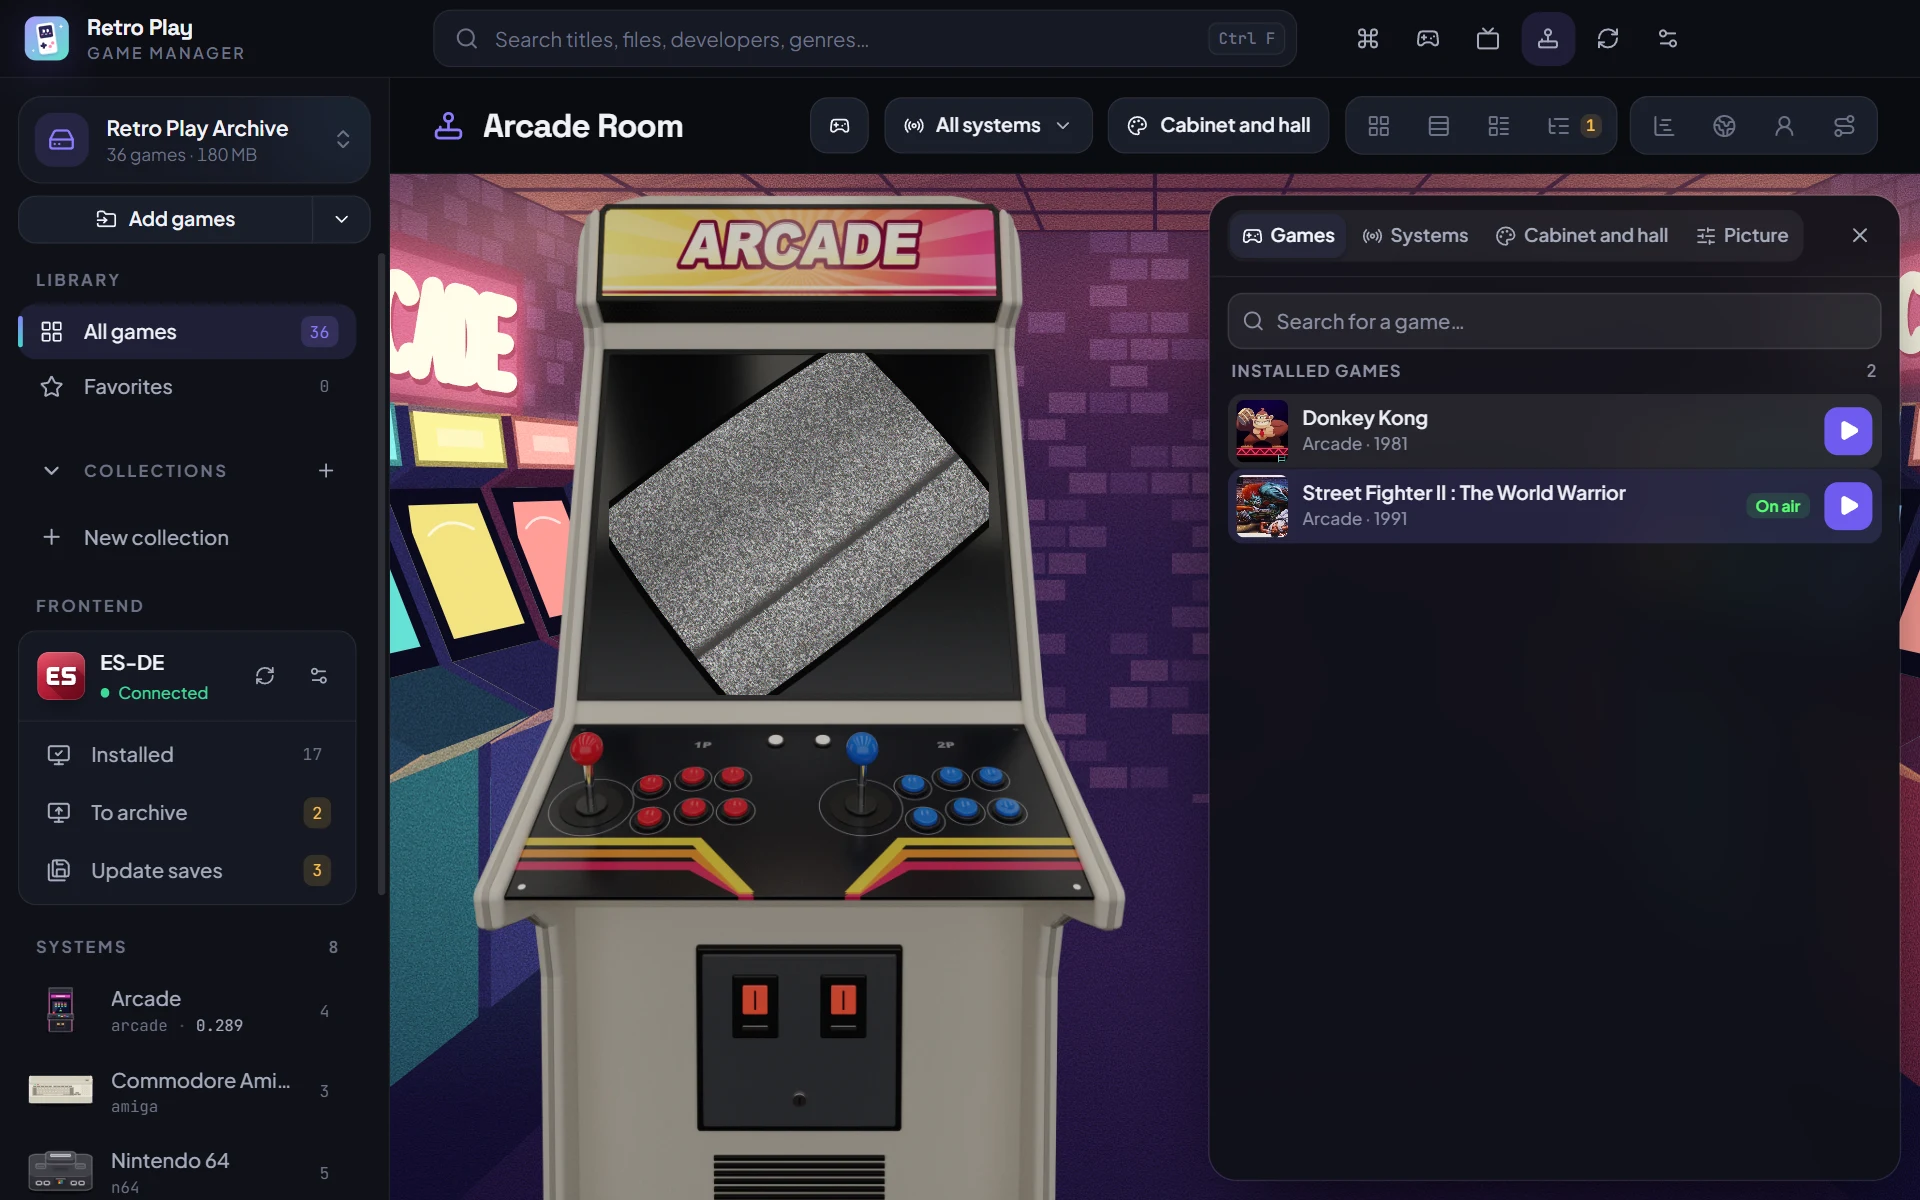 Retro Play
GAME MANAGER
Search titles, files, developers, genres...
Ctrl F
Retro Play Archive
36 games · 180 MB
Add games
LIBRARY
All games
36
Favorites
0
COLLECTIONS
New collection
FRONTEND
ES
ES-DE
Connected
Installed
17
To archive
2
Update saves
3
SYSTEMS
8
Arcade
arcade · 0.289
4
Commodore Ami...
amiga
3
Nintendo 64
n64
5
Arcade Room
All systems
Cabinet and hall
1
ARCADE
1P
2P
Games
Systems
Cabinet and hall
Picture
Search for a game...
INSTALLED GAMES
2
Donkey Kong
Arcade · 1981
Street Fighter II : The World Warrior
Arcade · 1991
On air